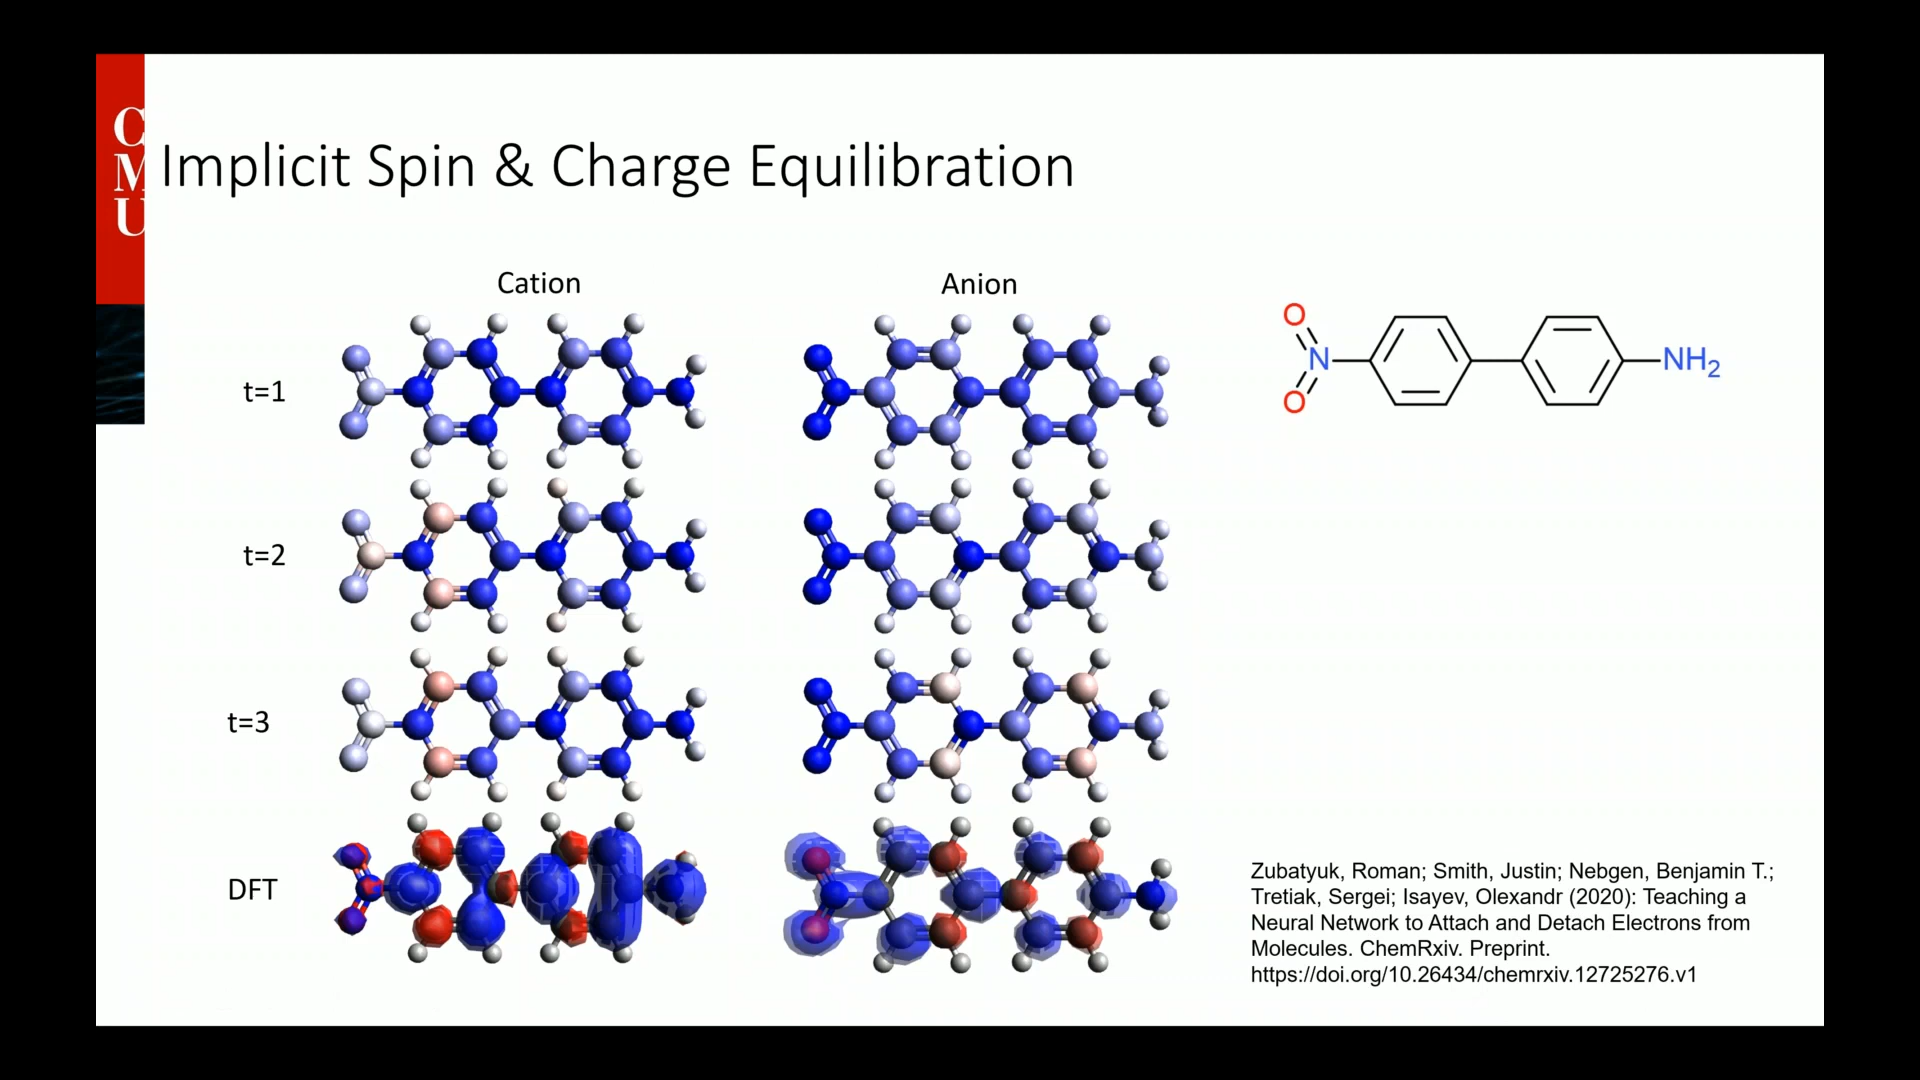 C
M
U
Implicit Spin & Charge Equilibration
Cation
Anion
t=1
t=2
t=3
DFT
O
N
O
NH2
Zubatyuk, Roman; Smith, Justin; Nebgen, Benjamin T.;
Tretiak, Sergei; Isayev, Olexandr (2020): Teaching a
Neural Network to Attach and Detach Electrons from
Molecules. ChemRxiv. Preprint.
https://doi.org/10.26434/chemrxiv.12725276.v1